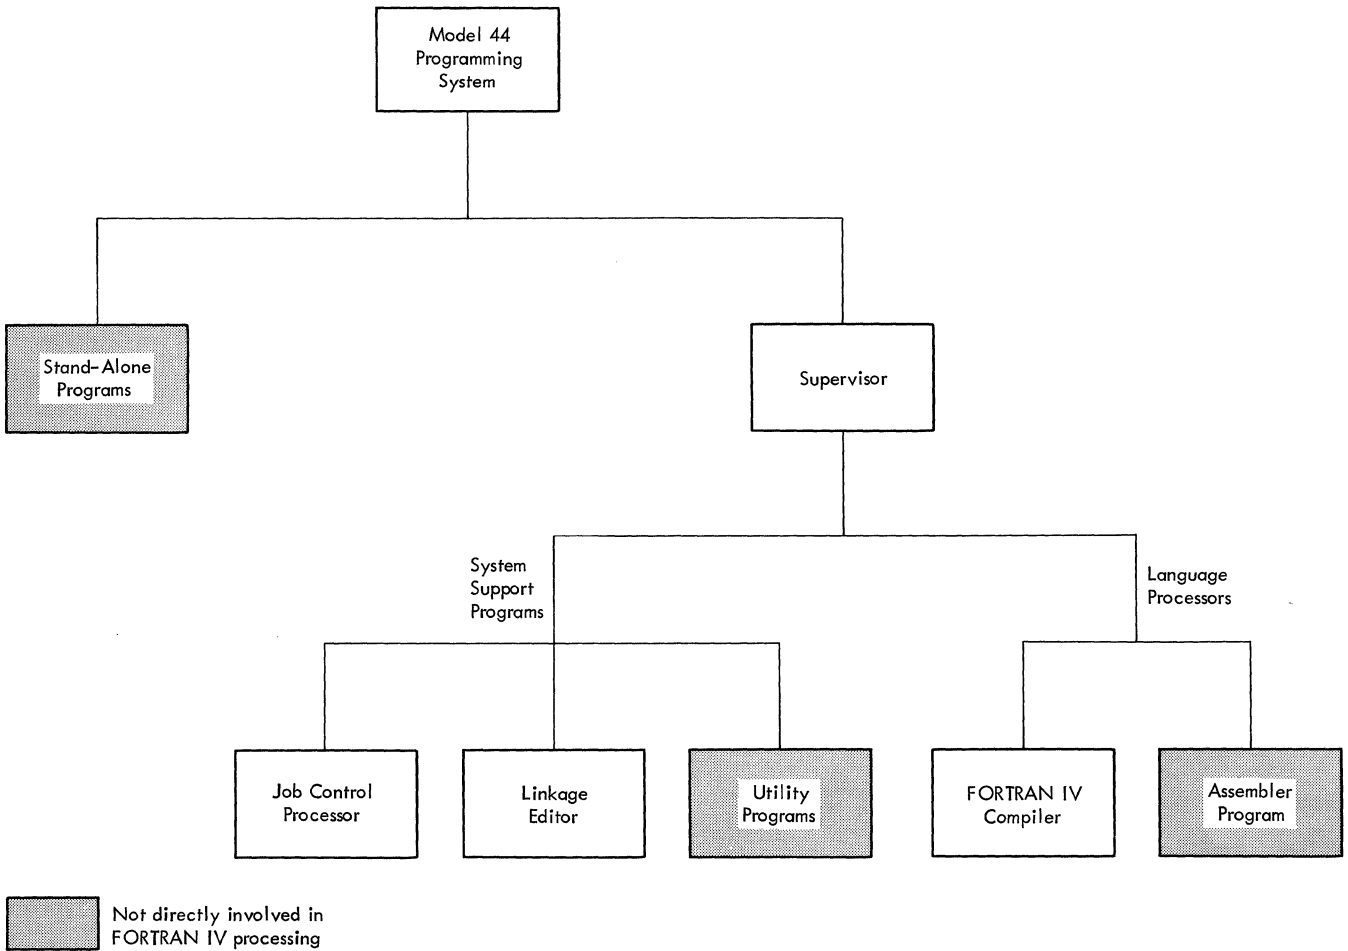 Model 44
Programming
System
Stand-Alone
Programs
Supervisor
System
Support
Programs
Language
Processors
Job Control
Processor
Linkage
Editor
Utility
Programs
FORTRAN IV
Compiler
Assembler
Program
Not directly involved in
FORTRAN IV processing